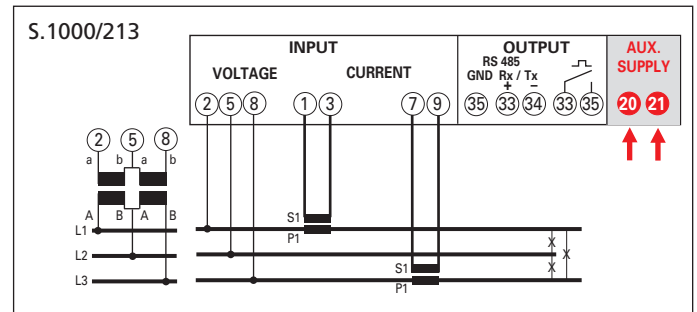 S.1000/213
INPUT
OUTPUT
AUX.
SUPPLY
VOLTAGE
CURRENT
RS 485
GND Rx / Tx
+ −
2 5 8 1 3 7 9 35 33 34 33 35 20 21
2 5 8
a b a b
A B A B
S1
P1
L1
L2
L3
S1
P1
X
X
X